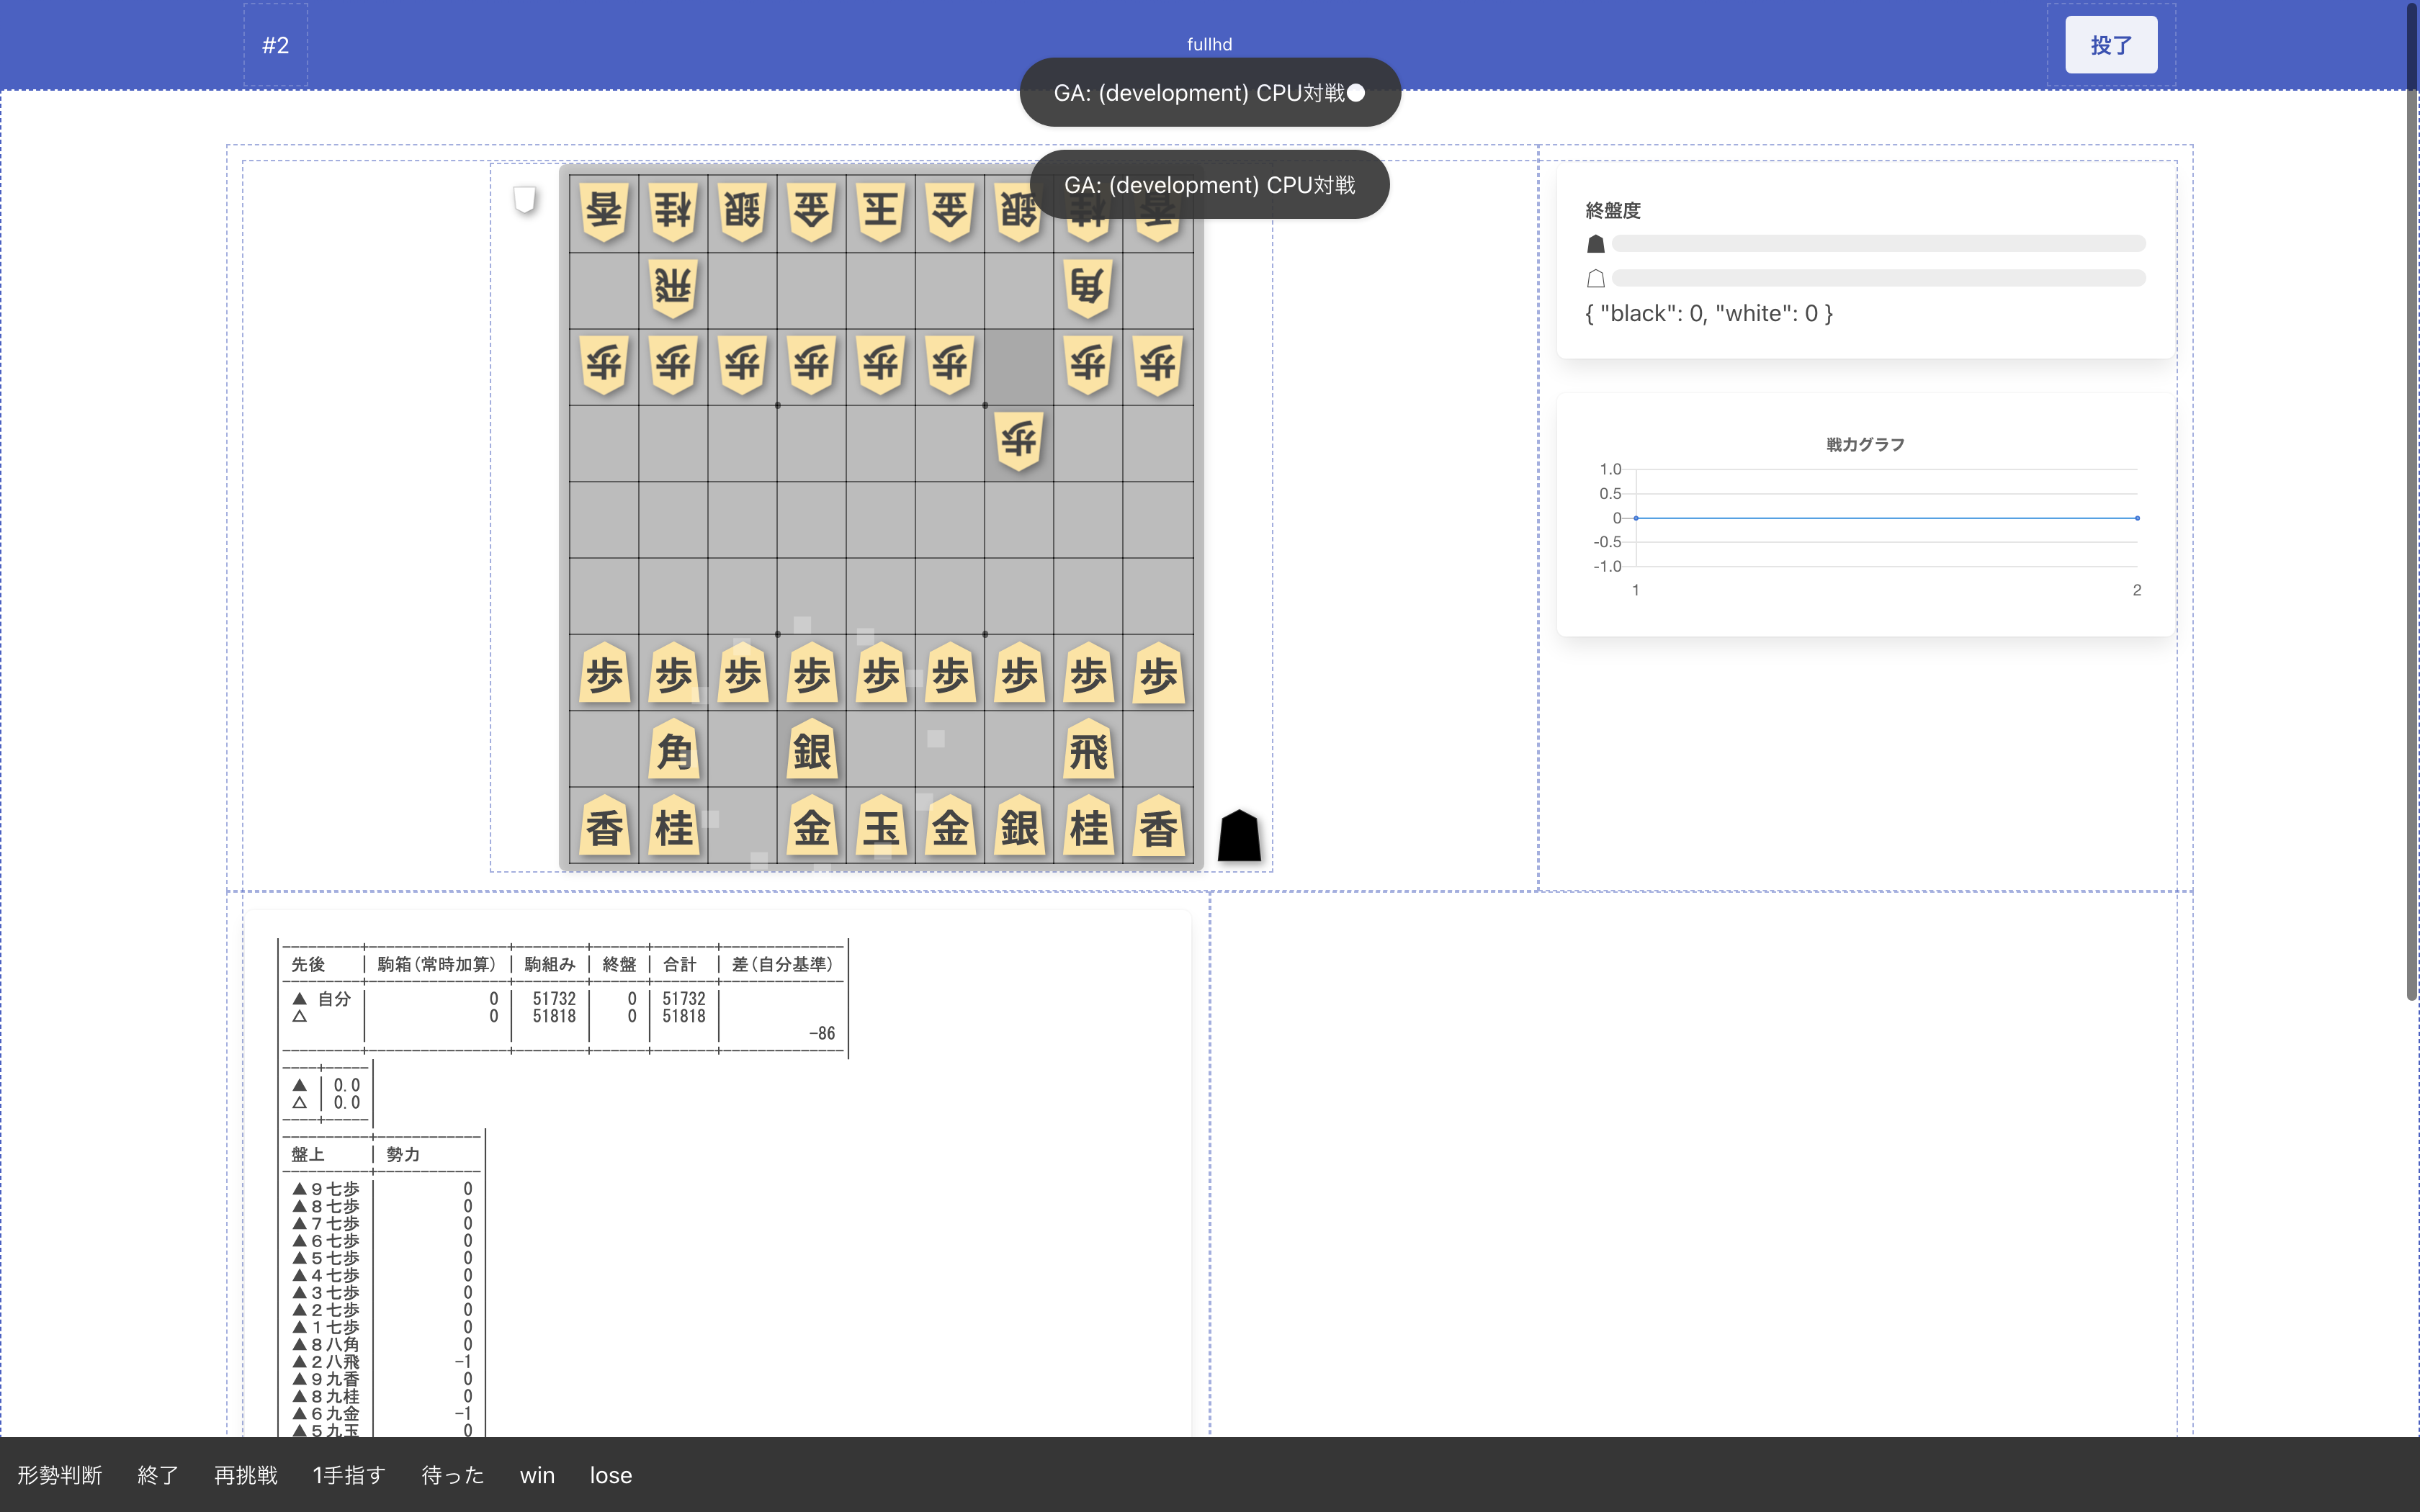 #2
fullhd
投了
GA: (development) CPU対戦
GA: (development) CPU対戦
香 桂 銀 金 玉 金 銀 桂 香
飛 角
歩 歩 歩 歩 歩 歩 歩 歩
歩
歩 歩 歩 歩 歩 歩 歩 歩 歩
角 銀 飛
香 桂 金 玉 金 銀 桂 香
終盤度
{ "black": 0, "white": 0 }
戦力グラフ
1.0
0.5
0
-0.5
-1.0
1 2
先後 | 駒箱(常時加算) | 駒組み | 終盤 | 合計 | 差(自分基準)
▲ 自分 | 0 | 51732 | 0 | 51732 |
△ | 0 | 51818 | 0 | 51818 |
-86
▲ | 0.0
△ | 0.0
盤上 | 勢力
▲9七歩 | 0
▲8七歩 | 0
▲7七歩 | 0
▲6七歩 | 0
▲5七歩 | 0
▲4七歩 | 0
▲3七歩 | 0
▲2七歩 | 0
▲1七歩 | 0
▲8八角 | 0
▲2八飛 | -1
▲9九香 | 0
▲8九桂 | 0
▲6九金 | -1
▲5九玉 | 0
形勢判断 終了 再挑戦 1手指す 待った win lose